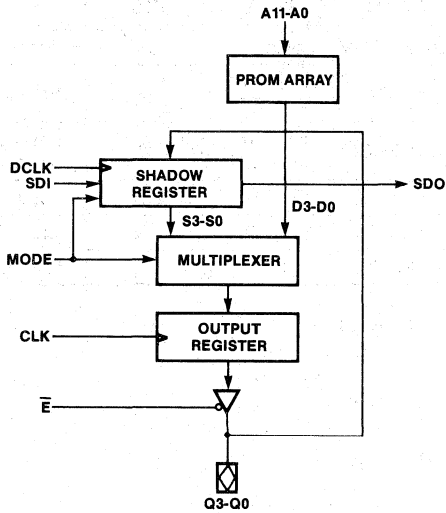 A11-A0
PROM ARRAY
DCLK
SDI
SHADOW
REGISTER
SDO
S3-S0
D3-D0
MODE
MULTIPLEXER
CLK
OUTPUT
REGISTER
E̅
Q3-Q0